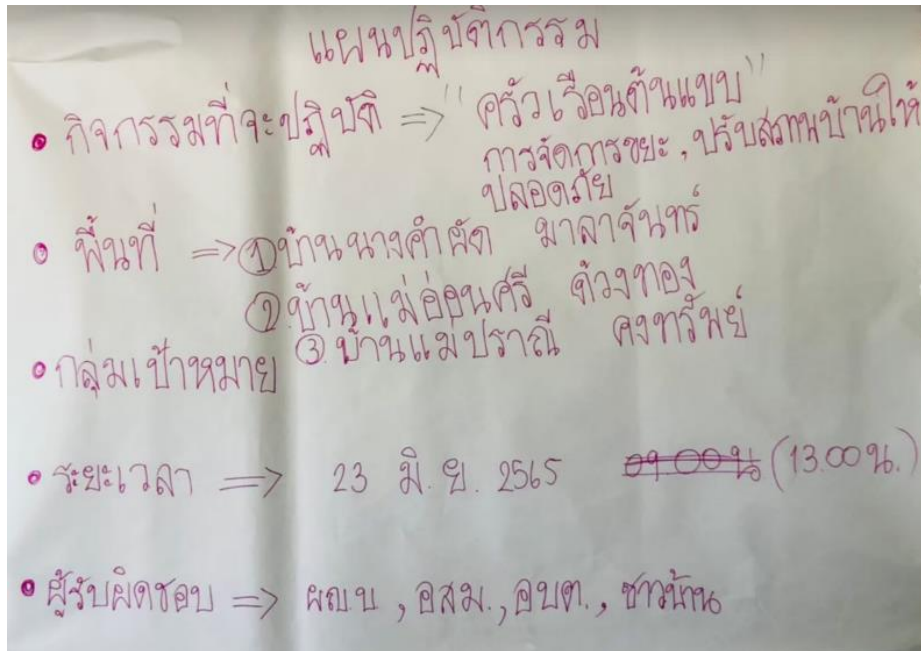 แผนปฏิบัติกรรม
• กิจกรรมที่จะปฏิบัติ => "ครัวเรือนต้นแบบ"
การจัดการขยะ, ปรับสภาพบ้านให้
ปลอดภัย
• พื้นที่ => ① บ้านนางคำผัด มาลาจันทร์
② บ้านแม่อ่อนศรี ด้วงทอง
③ บ้านแม่ปราณี คงทรัพย์
• กลุ่มเป้าหมาย
• ระยะเวลา => 23 มิ.ย. 2565 09.00 น (13.00 น.)
• ผู้รับผิดชอบ => ผญ.บ, อสม., อบต., ชาวบ้าน